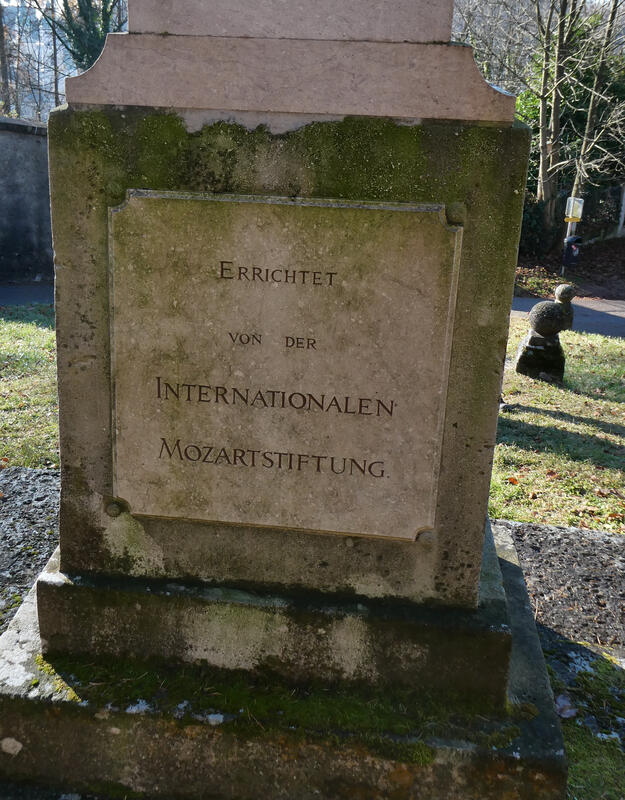 Errichtet
von der
Internationalen
Mozartstiftung.